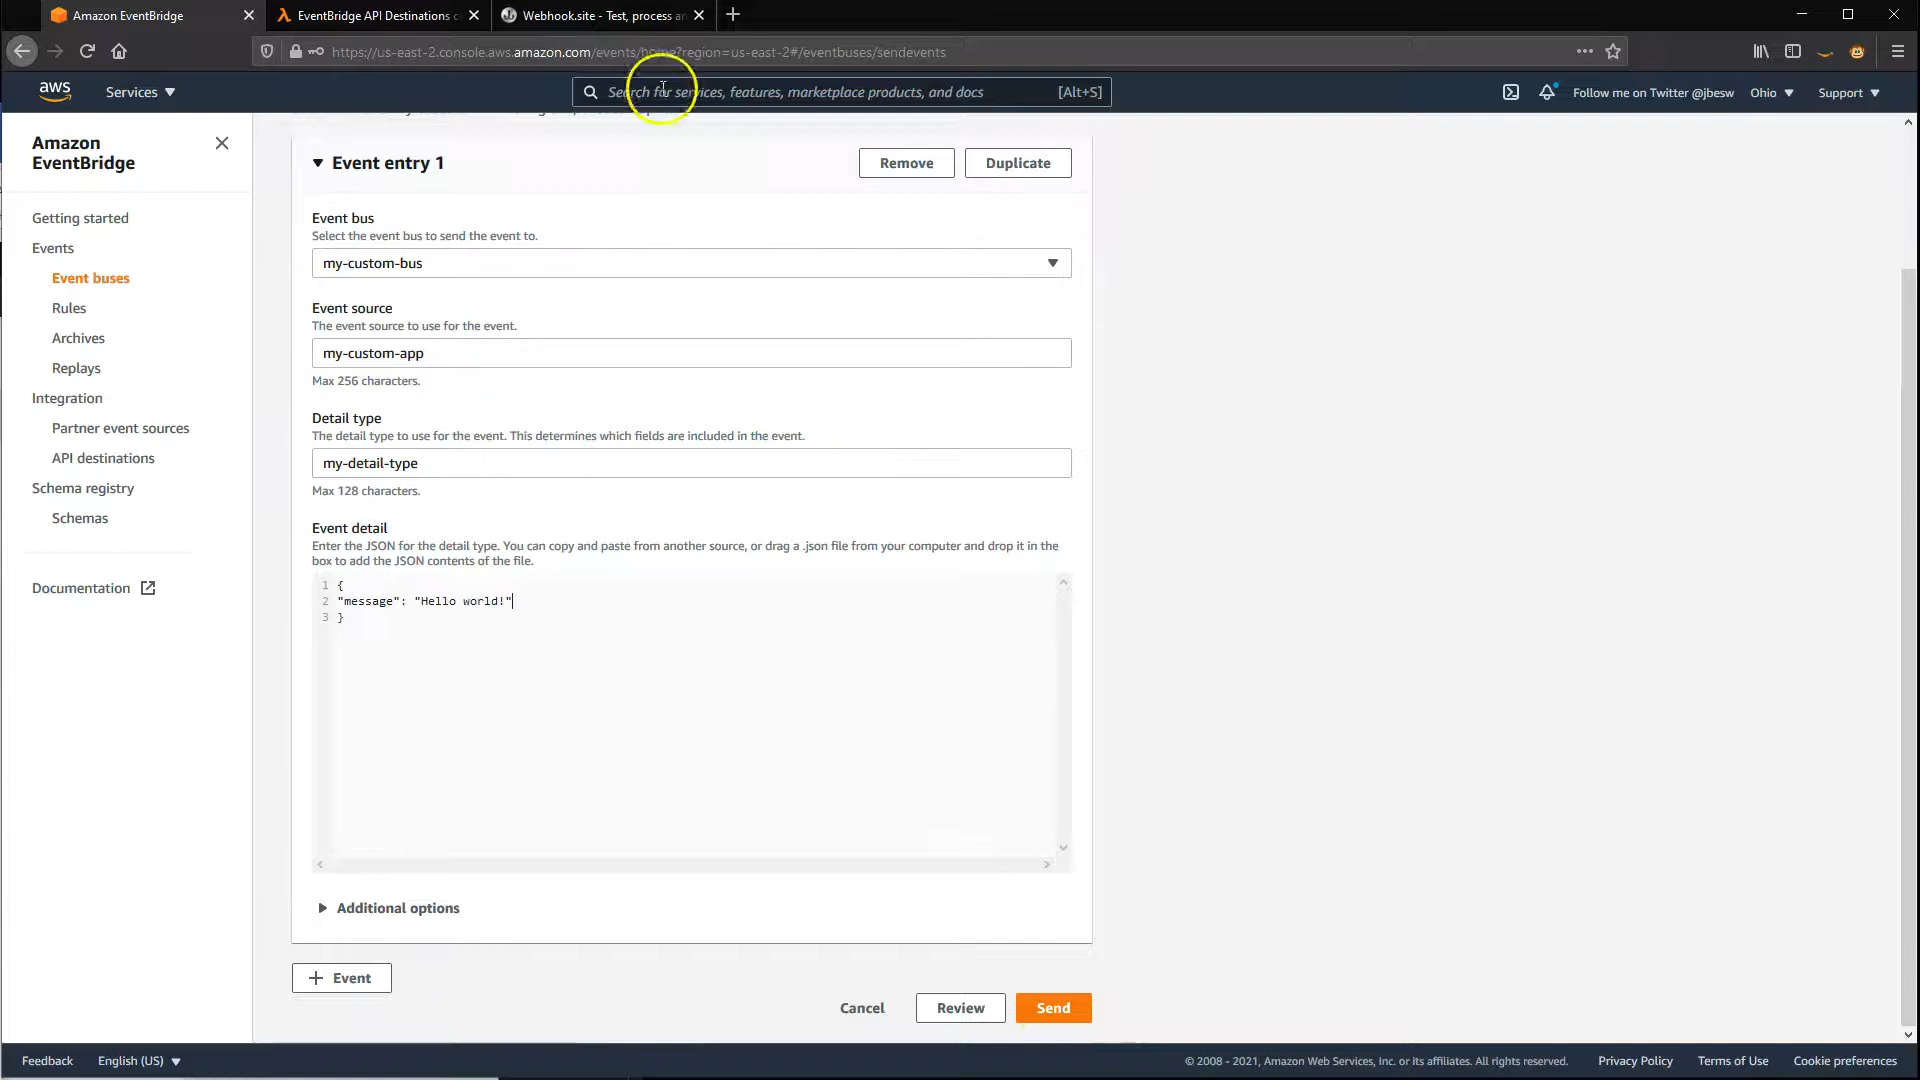 Amazon EventBridge
EventBridge API Destinations c
Webhook.site - Test, process an
https://us-east-2.console.aws.amazon.com/events/home?region=us-east-2#/eventbuses/sendevents
aws
Services
Search for services, features, marketplace products, and docs
[Alt+S]
Follow me on Twitter @jbesw
Ohio
Support
Amazon
EventBridge
Getting started
Events
Event buses
Rules
Archives
Replays
Integration
Partner event sources
API destinations
Schema registry
Schemas
Documentation
Event entry 1
Remove
Duplicate
Event bus
Select the event bus to send the event to.
my-custom-bus
Event source
The event source to use for the event.
my-custom-app
Max 256 characters.
Detail type
The detail type to use for the event. This determines which fields are included in the event.
my-detail-type
Max 128 characters.
Event detail
Enter the JSON for the detail type. You can copy and paste from another source, or drag a .json file from your computer and drop it in the
box to add the JSON contents of the file.
1 {
2 "message": "Hello world!"
3 }
Additional options
+ Event
Cancel
Review
Send
Feedback
English (US)
© 2008 - 2021, Amazon Web Services, Inc. or its affiliates. All rights reserved.
Privacy Policy
Terms of Use
Cookie preferences